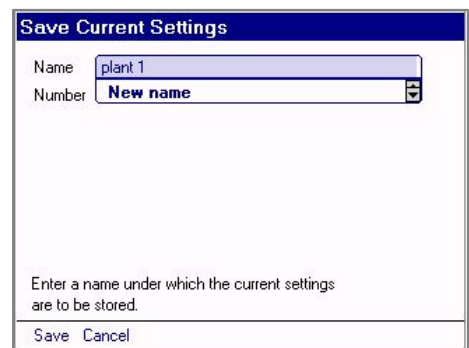 Save Current Settings
Name plant 1
Number New name
Enter a name under which the current settings
are to be stored.
Save Cancel